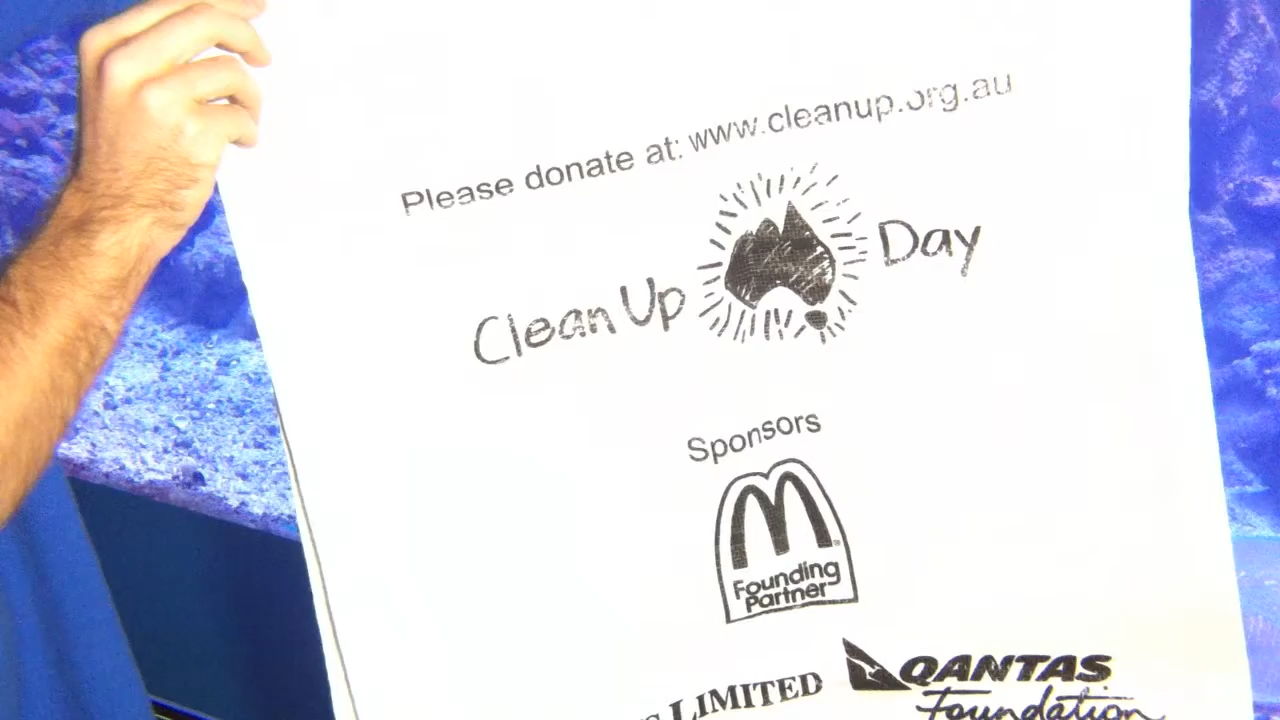 Please donate at: www.cleanup.org.au
Clean Up Day
Sponsors
M
Founding
Partner
LIMITED
QANTAS
Foundation